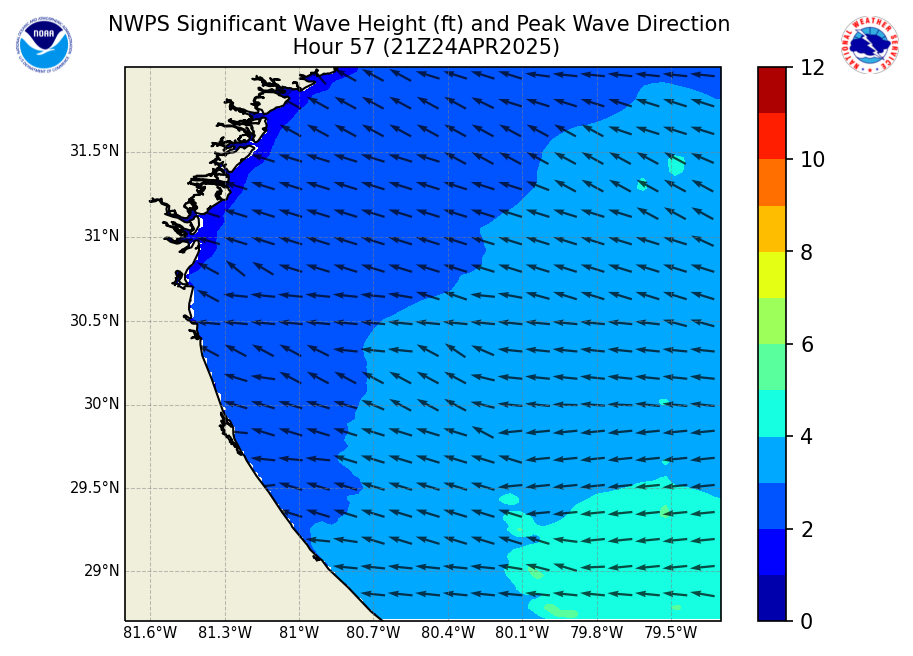 NWPS Significant Wave Height (ft) and Peak Wave Direction
Hour 57 (21Z24APR2025)
NOAA
NATIONAL WEATHER SERVICE
31.5°N
31°N
30.5°N
30°N
29.5°N
29°N
81.6°W 81.3°W 81°W 80.7°W 80.4°W 80.1°W 79.8°W 79.5°W
12
10
8
6
4
2
0